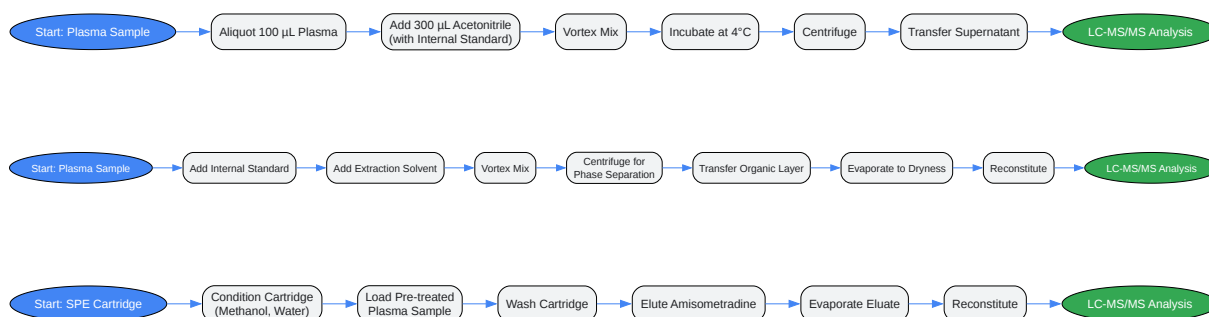 Start: Plasma Sample
Aliquot 100 µL Plasma
Add 300 µL Acetonitrile
(with Internal Standard)
Vortex Mix
Incubate at 4°C
Centrifuge
Transfer Supernatant
LC-MS/MS Analysis
Start: Plasma Sample
Add Internal Standard
Add Extraction Solvent
Vortex Mix
Centrifuge for
Phase Separation
Transfer Organic Layer
Evaporate to Dryness
Reconstitute
LC-MS/MS Analysis
Start: SPE Cartridge
Condition Cartridge
(Methanol, Water)
Load Pre-treated
Plasma Sample
Wash Cartridge
Elute Amisometradine
Evaporate Eluate
Reconstitute
LC-MS/MS Analysis